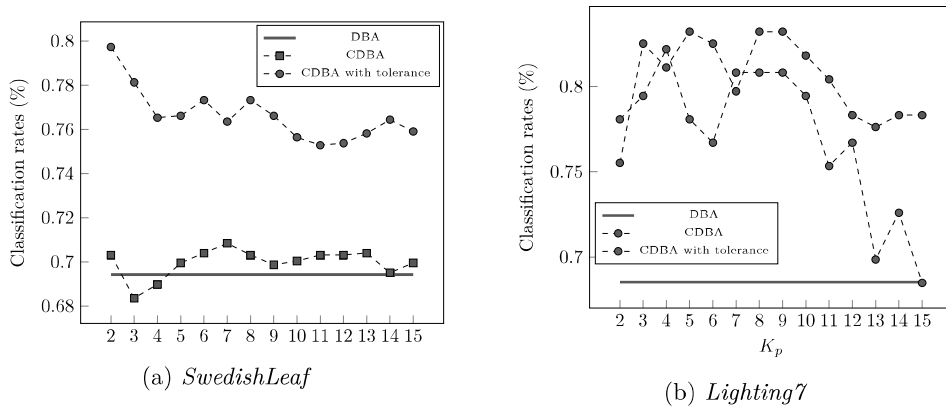 Classification rates (%)
0.8
0.78
0.76
0.74
0.72
0.7
0.68
DBA
CDBA
CDBA with tolerance
2 3 4 5 6 7 8 9 10 11 12 13 14 15
(a) SwedishLeaf
Classification rates (%)
0.8
0.75
0.7
DBA
CDBA
CDBA with tolerance
2 3 4 5 6 7 8 9 10 11 12 13 14 15
Kp
(b) Lighting7